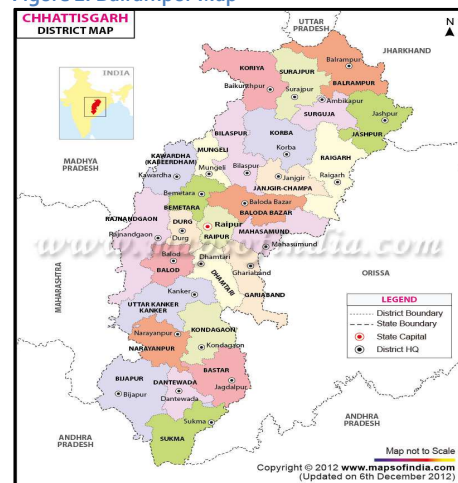 Figure 2: Balrampur Map
CHHATTISGARH
DISTRICT MAP
UTTAR
PRADESH
N
JHARKHAND
INDIA
KORIYA
SURAJPUR
Balrampur
BALRAMPUR
Baikunthpur
Surajpur
Ambikapur
SURGUJA
Jashpur
JASHPUR
BILASPUR
KORBA
Korba
MUNGELI
Mungeli
KAWARDHA
(KABEERDHAM)
Kawardha
Bilaspur
RAIGARH
Raigarh
Janjgir
JANJGIR-CHAMPA
MADHYA
PRADESH
Bemetara
BEMETARA
Baloda Bazar
BALODA BAZAR
RAJNANDGAON
Rajnandgaon
DURG
Durg
Raipur
RAIPUR
MAHASAMUND
Mahasumund
www.mapsofindia.com
Balod
BALOD
Dhamtari
DHAMTARI
Ghariaband
GARIABAND
ORISSA
MAHARASHTRA
Kanker
UTTAR KANKER
KANKER
LEGEND
District Boundary
State Boundary
State Capital
District HQ
Narayanpur
NARAYANPUR
KONDAGAON
Kondagaon
BIJAPUR
Bijapur
DANTEWADA
Dantewada
BASTAR
Jagdalpur
Sukma
SUKMA
ANDHRA
PRADESH
ANDHRA
PRADESH
Map not to Scale
Copyright © 2012 www.mapsofindia.com
(Updated on 6th December 2012)